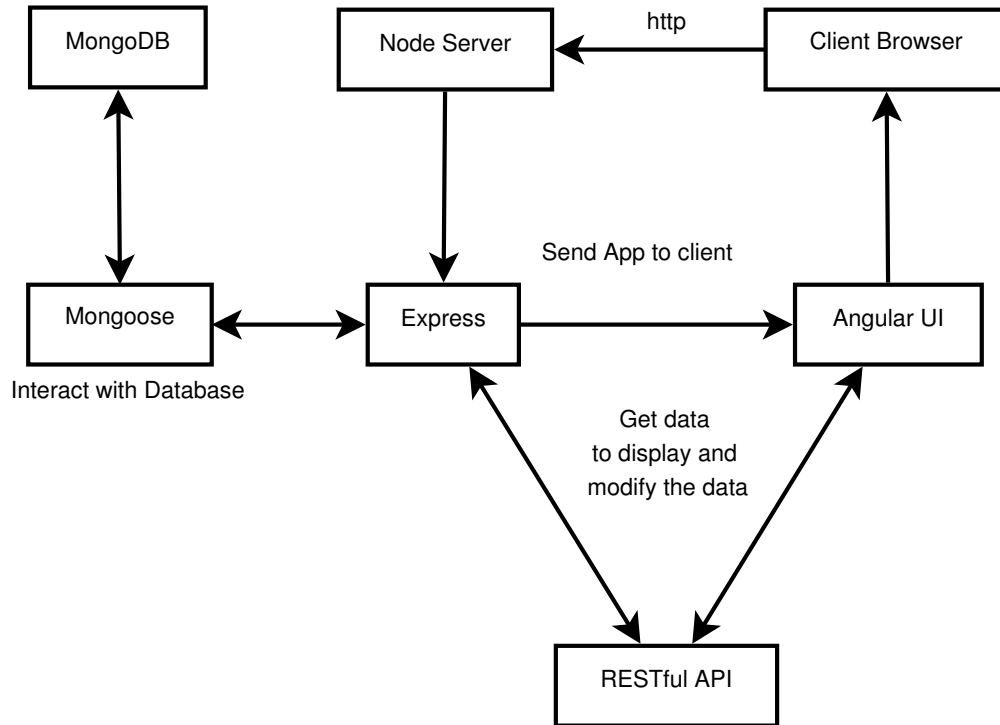 MongoDB
Node Server
http
Client Browser
Send App to client
Mongoose
Express
Angular UI
Interact with Database
Get data
to display and
modify the data
RESTful API